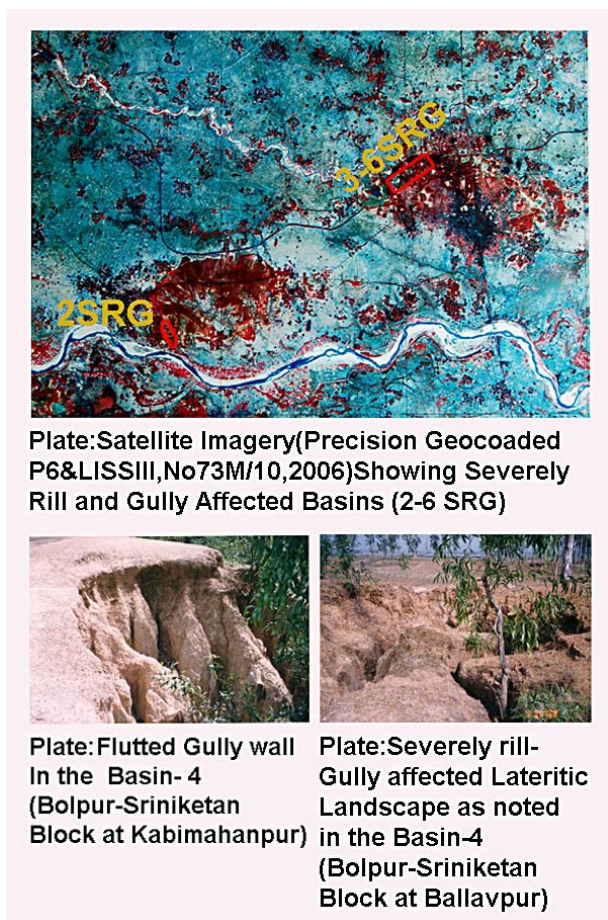 3-6SRG
2SRG
Plate:Satellite Imagery(Precision Geocoaded
P6&LISSIII,No73M/10,2006)Showing Severely
Rill and Gully Affected Basins (2-6 SRG)
Plate:Flutted Gully wall
In the Basin- 4
(Bolpur-Sriniketan
Block at Kabimahanpur)
Plate:Severely rill-
Gully affected Lateritic
Landscape as noted
in the Basin-4
(Bolpur-Sriniketan
Block at Ballavpur)